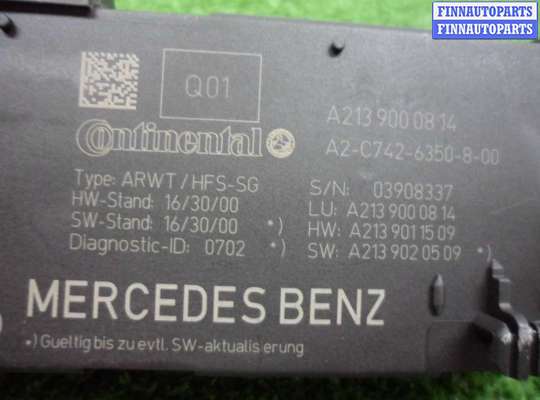 FINNAUTOPARTS
FINNAUTOPARTS
Q01
Continental
A213 900 08 14
A2-C742-6350-8-00
Type: ARWT/HFS-SG
HW-Stand: 16/30/00
SW-Stand: 16/30/00 *)
Diagnostic-ID: 0702 *)
S/N: 03908337
LU: A213 900 08 14
HW: A213 901 15 09
SW: A213 902 05 09 *)
MERCEDES BENZ
*) Gueltig bis zu evtl. SW-aktualisierung